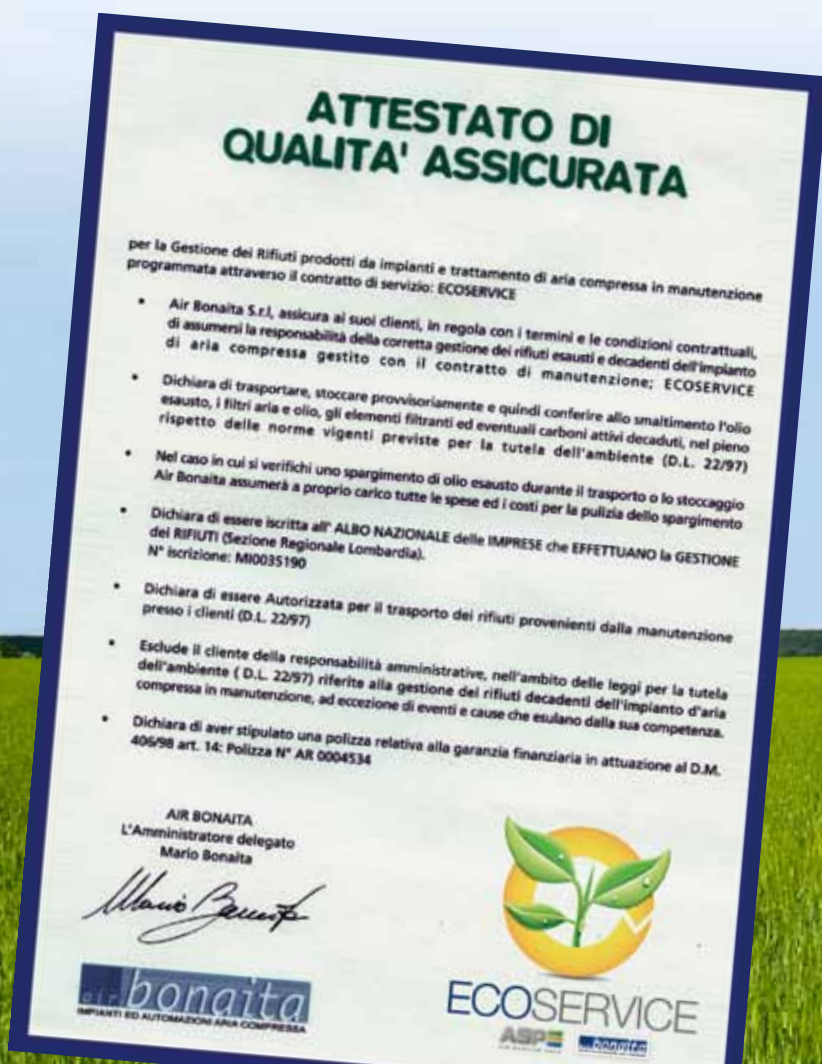 ATTESTATO DI
QUALITA' ASSICURATA
per la Gestione dei Rifiuti prodotti da impianti e trattamento di aria compressa in manutenzione
programmata attraverso il contratto di servizio: ECOSERVICE
• Air Bonaita S.r.l, assicura ai suoi clienti, in regola con i termini e le condizioni contrattuali,
di assumersi la responsabilità della corretta gestione dei rifiuti esausti e decadenti dell'impianto
di aria compressa gestito con il contratto di manutenzione; ECOSERVICE
• Dichiara di trasportare, stoccare provvisoriamente e quindi conferire allo smaltimento l'olio
esausto, i filtri aria e olio, gli elementi filtranti ed eventuali carboni attivi decaduti, nel pieno
rispetto delle norme vigenti previste per la tutela dell'ambiente (D.L. 22/97)
• Nel caso in cui si verifichi uno spargimento di olio esausto durante il trasporto o lo stoccaggio
Air Bonaita assumerà a proprio carico tutte le spese ed i costi per la pulizia dello spargimento
• Dichiara di essere iscritta all' ALBO NAZIONALE delle IMPRESE che EFFETTUANO la GESTIONE
dei RIFIUTI (Sezione Regionale Lombardia).
N° iscrizione: MI0035190
• Dichiara di essere Autorizzata per il trasporto dei rifiuti provenienti dalla manutenzione
presso i clienti (D.L. 22/97)
• Esclude il cliente della responsabilità amministrative, nell'ambito delle leggi per la tutela
dell'ambiente ( D.L. 22/97) riferite alla gestione dei rifiuti decadenti dell'impianto d'aria
compressa in manutenzione, ad eccezione di eventi e cause che esulano dalla sua competenza.
• Dichiara di aver stipulato una polizza relativa alla garanzia finanziaria in attuazione al D.M.
406/98 art. 14: Polizza N° AR 0004534
AIR BONAITA
L'Amministratore delegato
Mario Bonaita
Mario Bonaita
air bonaita
IMPIANTI ED AUTOMAZIONI ARIA COMPRESSA
ECOSERVICE
ASP
air bonaita